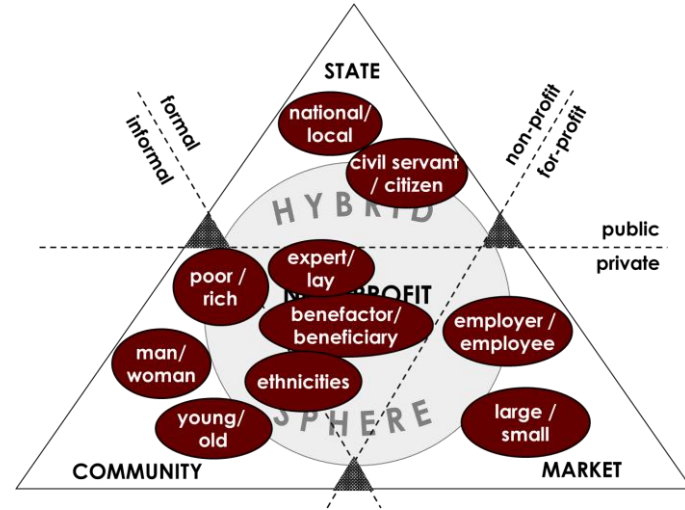 STATE
national/
local
civil servant
/ citizen
formal
informal
non-profit
for-profit
HYBRID
public
private
expert/
lay
poor /
rich
PROFIT
benefactor/
beneficiary
employer /
employee
man/
woman
ethnicities
young/
old
large /
small
SPHERE
COMMUNITY
MARKET